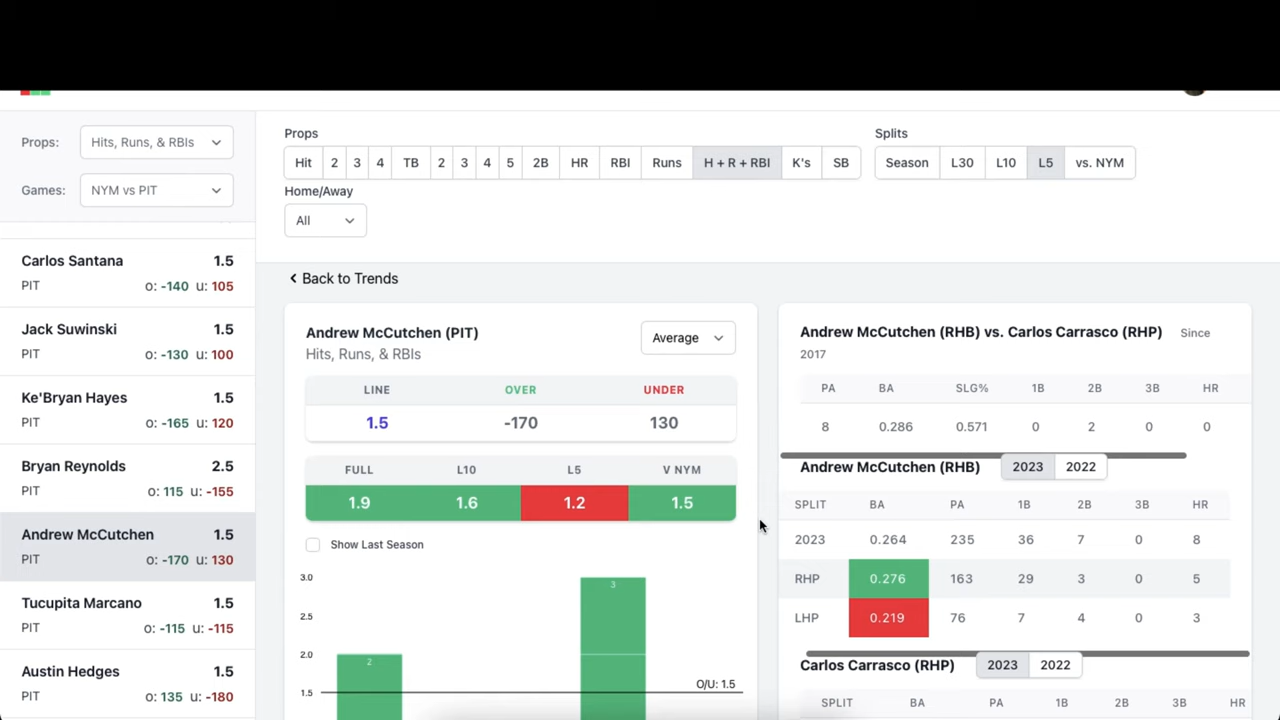 Props: Hits, Runs, & RBIs
Games: NYM vs PIT
Carlos Santana 1.5
PIT o: -140 u: 105
Jack Suwinski 1.5
PIT o: -130 u: 100
Ke'Bryan Hayes 1.5
PIT o: -165 u: 120
Bryan Reynolds 2.5
PIT o: 115 u: -155
Andrew McCutchen 1.5
PIT o: -170 u: 130
Tucupita Marcano 1.5
PIT o: -115 u: -115
Austin Hedges 1.5
PIT o: 135 u: -180
Props
Hit 2 3 4 TB 2 3 4 5 2B HR RBI Runs H + R + RBI K's SB
Splits
Season L30 L10 L5 vs. NYM
Home/Away
All
Back to Trends
Andrew McCutchen (PIT)
Hits, Runs, & RBIs
Average
LINE OVER UNDER
1.5 -170 130
FULL L10 L5 V NYM
1.9 1.6 1.2 1.5
Show Last Season
3.0
2.5
2.0
1.5
2
3
O/U: 1.5
Andrew McCutchen (RHB) vs. Carlos Carrasco (RHP) Since
2017
PA BA SLG% 1B 2B 3B HR
8 0.286 0.571 0 2 0 0
Andrew McCutchen (RHB) 2023 2022
SPLIT BA PA 1B 2B 3B HR
2023 0.264 235 36 7 0 8
RHP 0.276 163 29 3 0 5
LHP 0.219 76 7 4 0 3
Carlos Carrasco (RHP) 2023 2022
SPLIT BA PA 1B 2B 3B HR